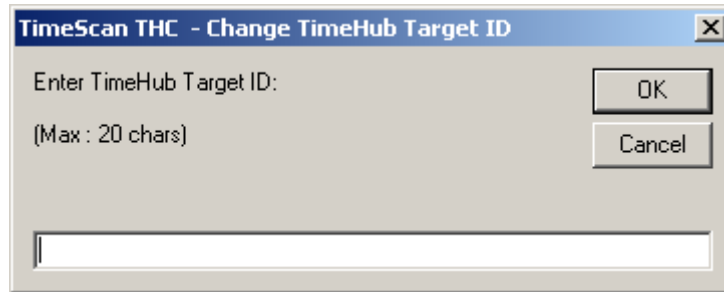 TimeScan THC - Change TimeHub Target ID
Enter TimeHub Target ID:
OK
(Max : 20 chars)
Cancel